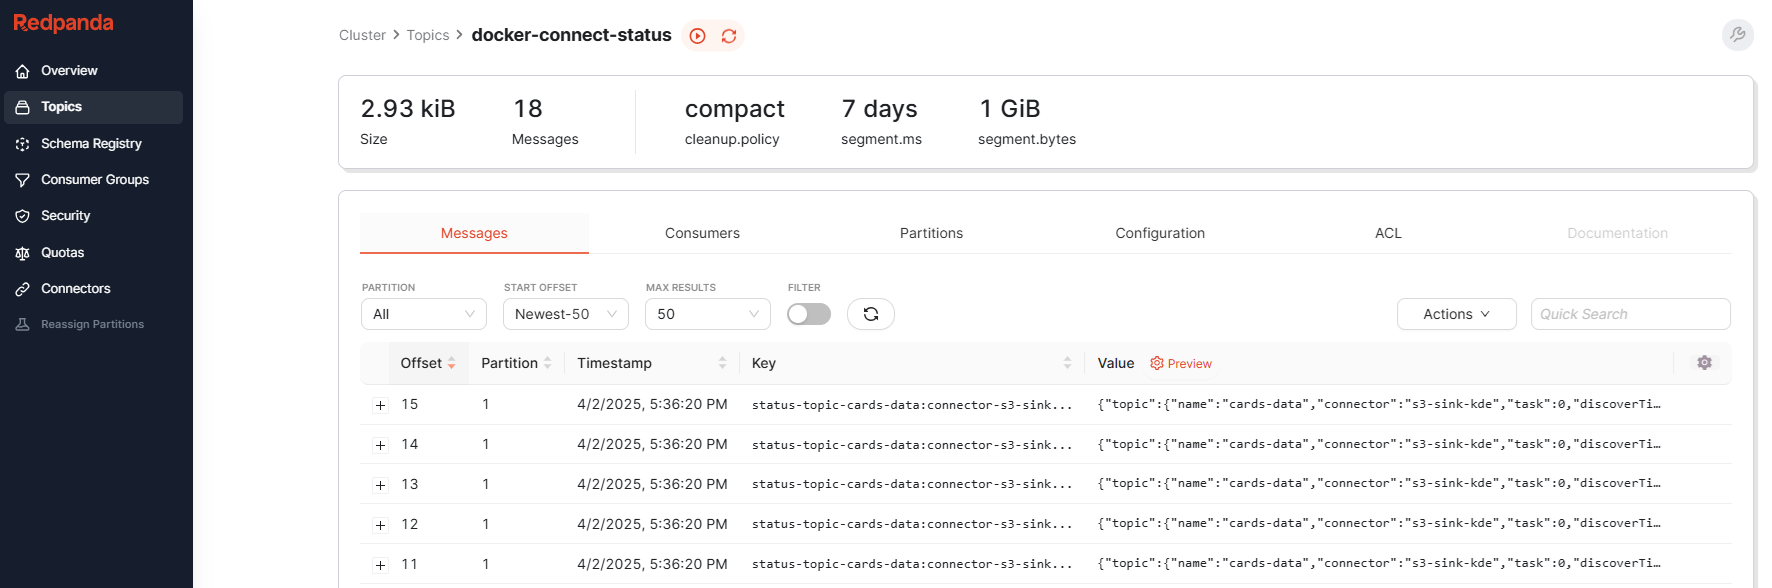 Redpanda
Overview
Topics
Schema Registry
Consumer Groups
Security
Quotas
Connectors
Reassign Partitions
Cluster > Topics > docker-connect-status
2.93 kiB 18 compact 7 days 1 GiB
Size Messages cleanup.policy segment.ms segment.bytes
Messages Consumers Partitions Configuration ACL Documentation
PARTITION START OFFSET MAX RESULTS FILTER
All Newest-50 50 Actions Quick Search
Offset Partition Timestamp Key Value Preview
15 1 4/2/2025, 5:36:20 PM status-topic-cards-data:connector-s3-sink... {"topic":{"name":"cards-data","connector":"s3-sink-kde","task":0,"discoverTi…
14 1 4/2/2025, 5:36:20 PM status-topic-cards-data:connector-s3-sink... {"topic":{"name":"cards-data","connector":"s3-sink-kde","task":0,"discoverTi…
13 1 4/2/2025, 5:36:20 PM status-topic-cards-data:connector-s3-sink... {"topic":{"name":"cards-data","connector":"s3-sink-kde","task":0,"discoverTi…
12 1 4/2/2025, 5:36:20 PM status-topic-cards-data:connector-s3-sink... {"topic":{"name":"cards-data","connector":"s3-sink-kde","task":0,"discoverTi…
11 1 4/2/2025, 5:36:20 PM status-topic-cards-data:connector-s3-sink... {"topic":{"name":"cards-data","connector":"s3-sink-kde","task":0,"discoverTi…